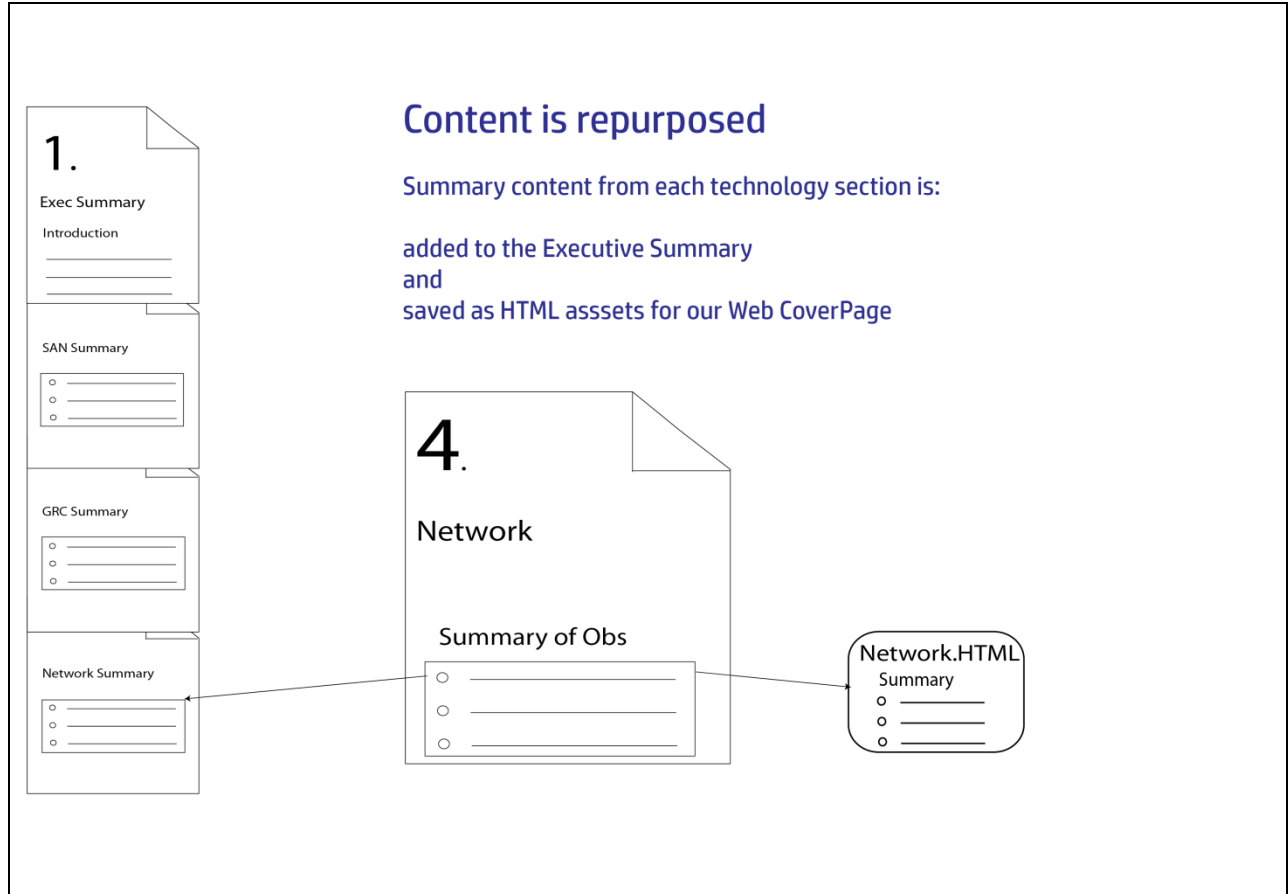 Content is repurposed
Summary content from each technology section is:
added to the Executive Summary
and
saved as HTML asssets for our Web CoverPage
1.
Exec Summary
Introduction
SAN Summary
GRC Summary
Network Summary
4.
Network
Summary of Obs
Network.HTML
Summary